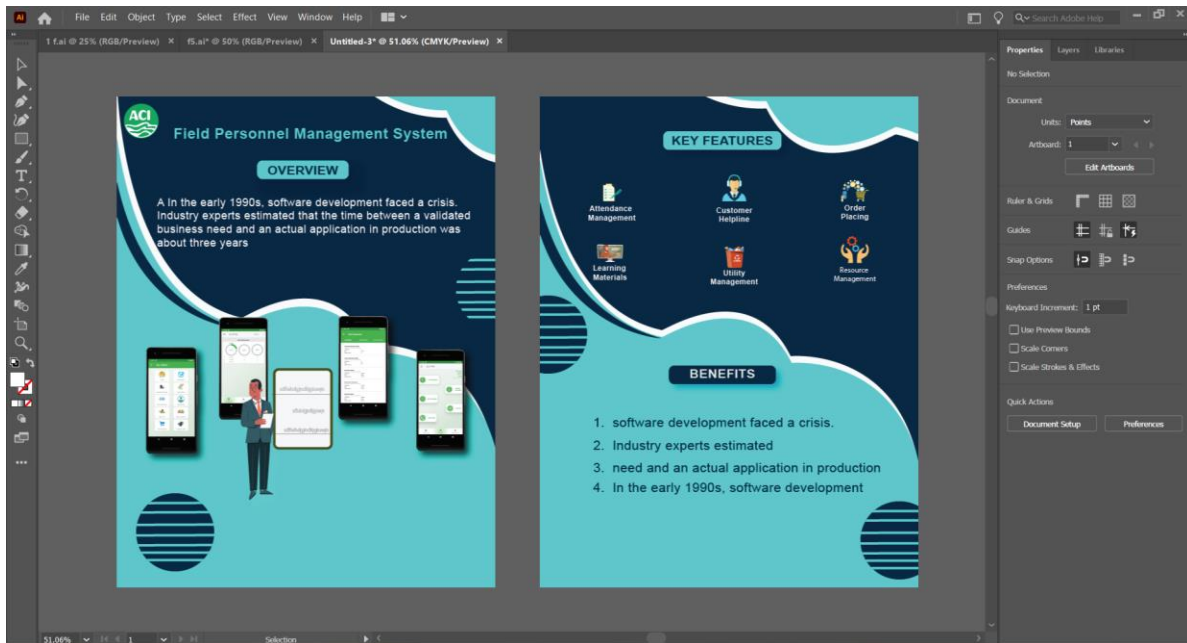 Ai File Edit Object Type Select Effect View Window Help
Search Adobe Help
1 f.ai @ 25% (RGB/Preview) × f5.ai* @ 50% (RGB/Preview) × Untitled-3* @ 51.06% (CMYK/Preview) ×
ACI
Field Personnel Management System
OVERVIEW
A In the early 1990s, software development faced a crisis.
Industry experts estimated that the time between a validated
business need and an actual application in production was
about three years
KEY FEATURES
Attendance
Management
Customer
Helpline
Order
Placing
Learning
Materials
Utility
Management
Resource
Management
BENEFITS
1. software development faced a crisis.
2. Industry experts estimated
3. need and an actual application in production
4. In the early 1990s, software development
Properties Layers Libraries
No Selection
Document
Units: Points
Artboard: 1
Edit Artboards
Ruler & Grids
Guides
Snap Options
Preferences
Keyboard Increment: 1 pt
Use Preview Bounds
Scale Corners
Scale Strokes & Effects
Quick Actions
Document Setup Preferences
51.06% 1 Selection